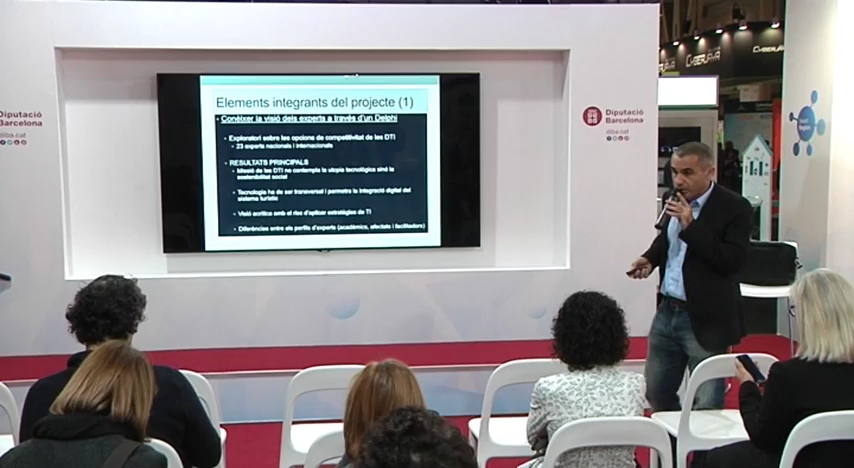 Elements integrants del projecte (1)
Conèixer la visió dels experts a través d'un Delphi
Exploratori sobre les opcions de competitivitat de les DTI
23 experts nacionals i internacionals
RESULTATS PRINCIPALS
Missió de les DTI no contempla la utopia tecnològica sinó la
sostenibilitat social
Tecnologia ha de ser transversal i permetre la integració digital del
sistema turístic
Visió acrítica amb el risc d'aplicar estratègies de TI
Diferències entre els perfils d'experts (acadèmics, afectats i facilitadors)
Diputació
Barcelona
diba.cat
Diputació
Barcelona
diba.cat
CYBERJAYA
CYBER